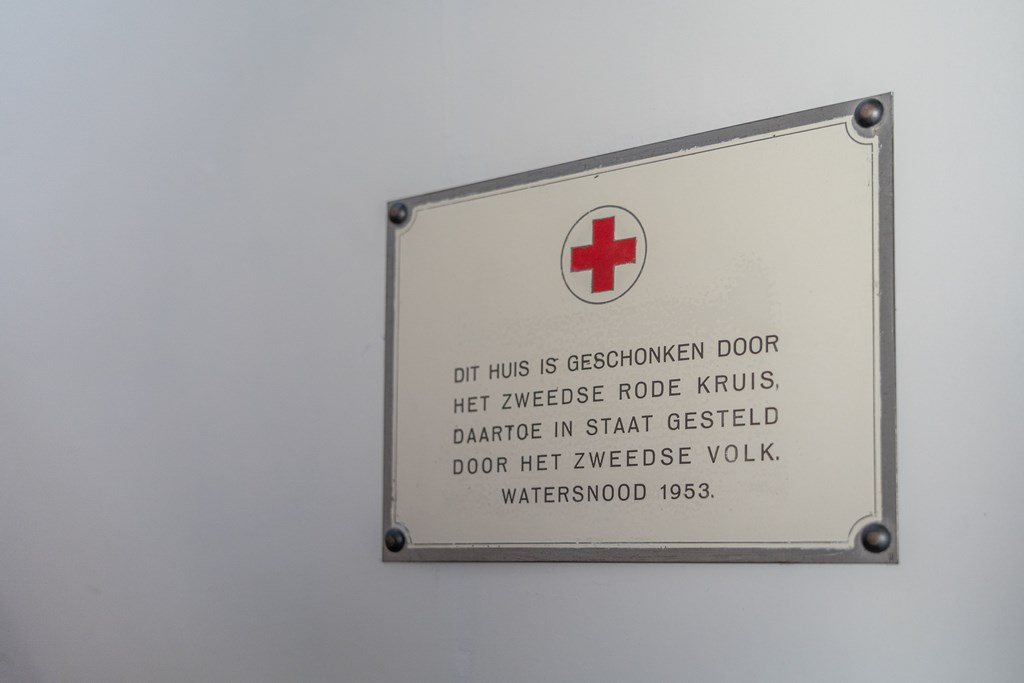 DIT HUIS IS GESCHONKEN DOOR
HET ZWEEDSE RODE KRUIS,
DAARTOE IN STAAT GESTELD
DOOR HET ZWEEDSE VOLK.
WATERSNOOD 1953.